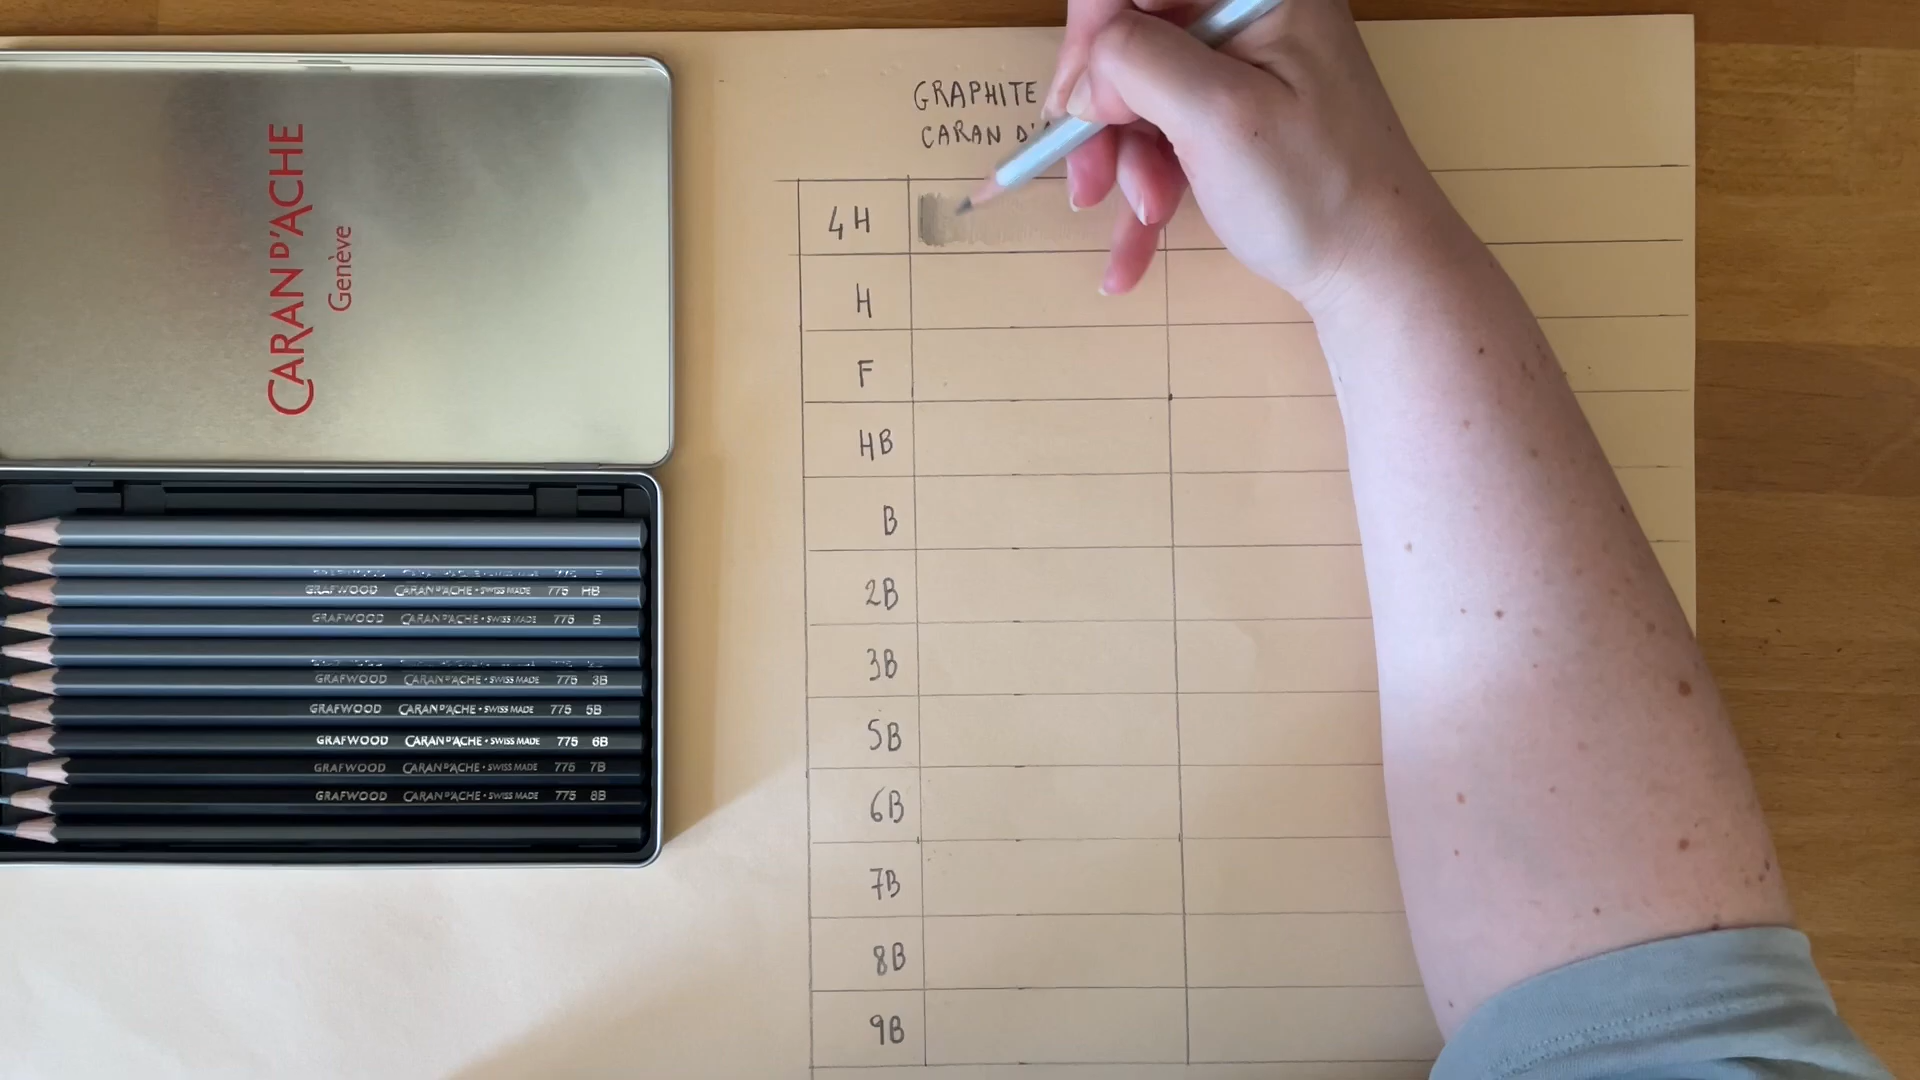 CARAN D'ACHE
Genève
GRAPHITE
CARAN
4H
H
F
HB
B
2B
3B
5B
6B
7B
8B
9B
GRAFWOOD CARAN D'ACHE • SWISS MADE 775 HB
GRAFWOOD CARAN D'ACHE • SWISS MADE 775 B
GRAFWOOD CARAN D'ACHE • SWISS MADE 775 3B
GRAFWOOD CARAN D'ACHE • SWISS MADE 775 5B
GRAFWOOD CARAN D'ACHE • SWISS MADE 775 6B
GRAFWOOD CARAN D'ACHE • SWISS MADE 775 7B
GRAFWOOD CARAN D'ACHE • SWISS MADE 775 8B